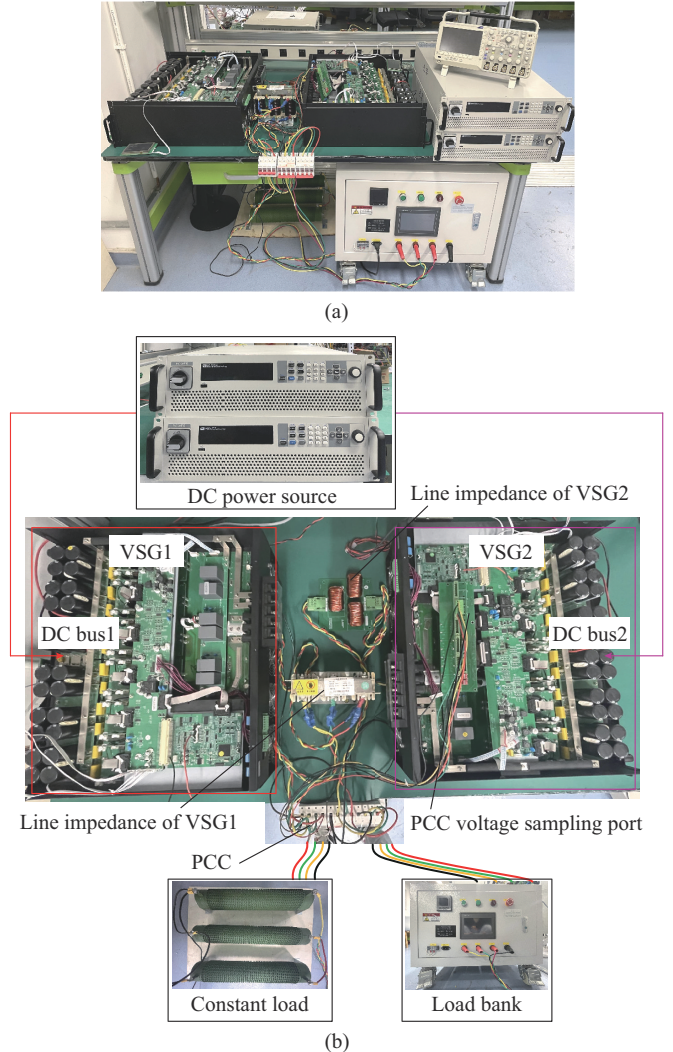 (a)
DC power source
Line impedance of VSG2
VSG1
VSG2
DC bus1
DC bus2
Line impedance of VSG1
PCC voltage sampling port
PCC
Constant load
Load bank
(b)